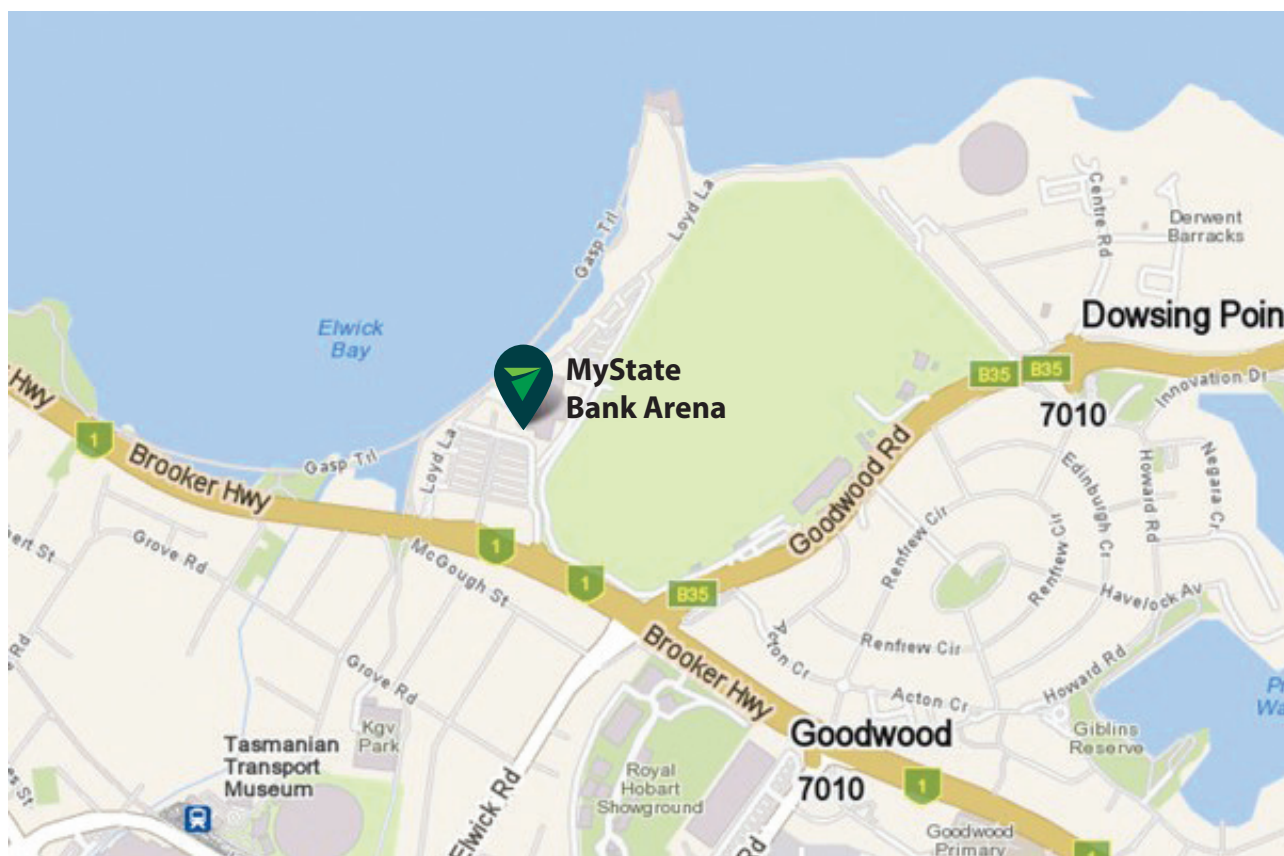 Loyd La
Gasp Trl
Centre Rd
Derwent
Barracks
Dowsing Poin
Elwick
Bay
MyState
Bank Arena
B35
B35
7010
Innovation Dr
Hwy
1
Brooker Hwy
Gasp Trl
Loyd La
Goodwood Rd
Renfrew Cir
Edinburgh Cr
Renfrew Cir
Howard Rd
Negara Cr
Grove Rd
McGough St
1
1
B35
Havelock Av
Acton Cr
Renfrew Cir
Brooker Hwy
Grove Rd
Acton Cr
Howard Rd
Kgv
Park
Tasmanian
Transport
Museum
Elwick Rd
Royal
Hobart
Showground
Goodwood
7010
1
Giblins
Reserve
Goodwood
Primary
Rd
1